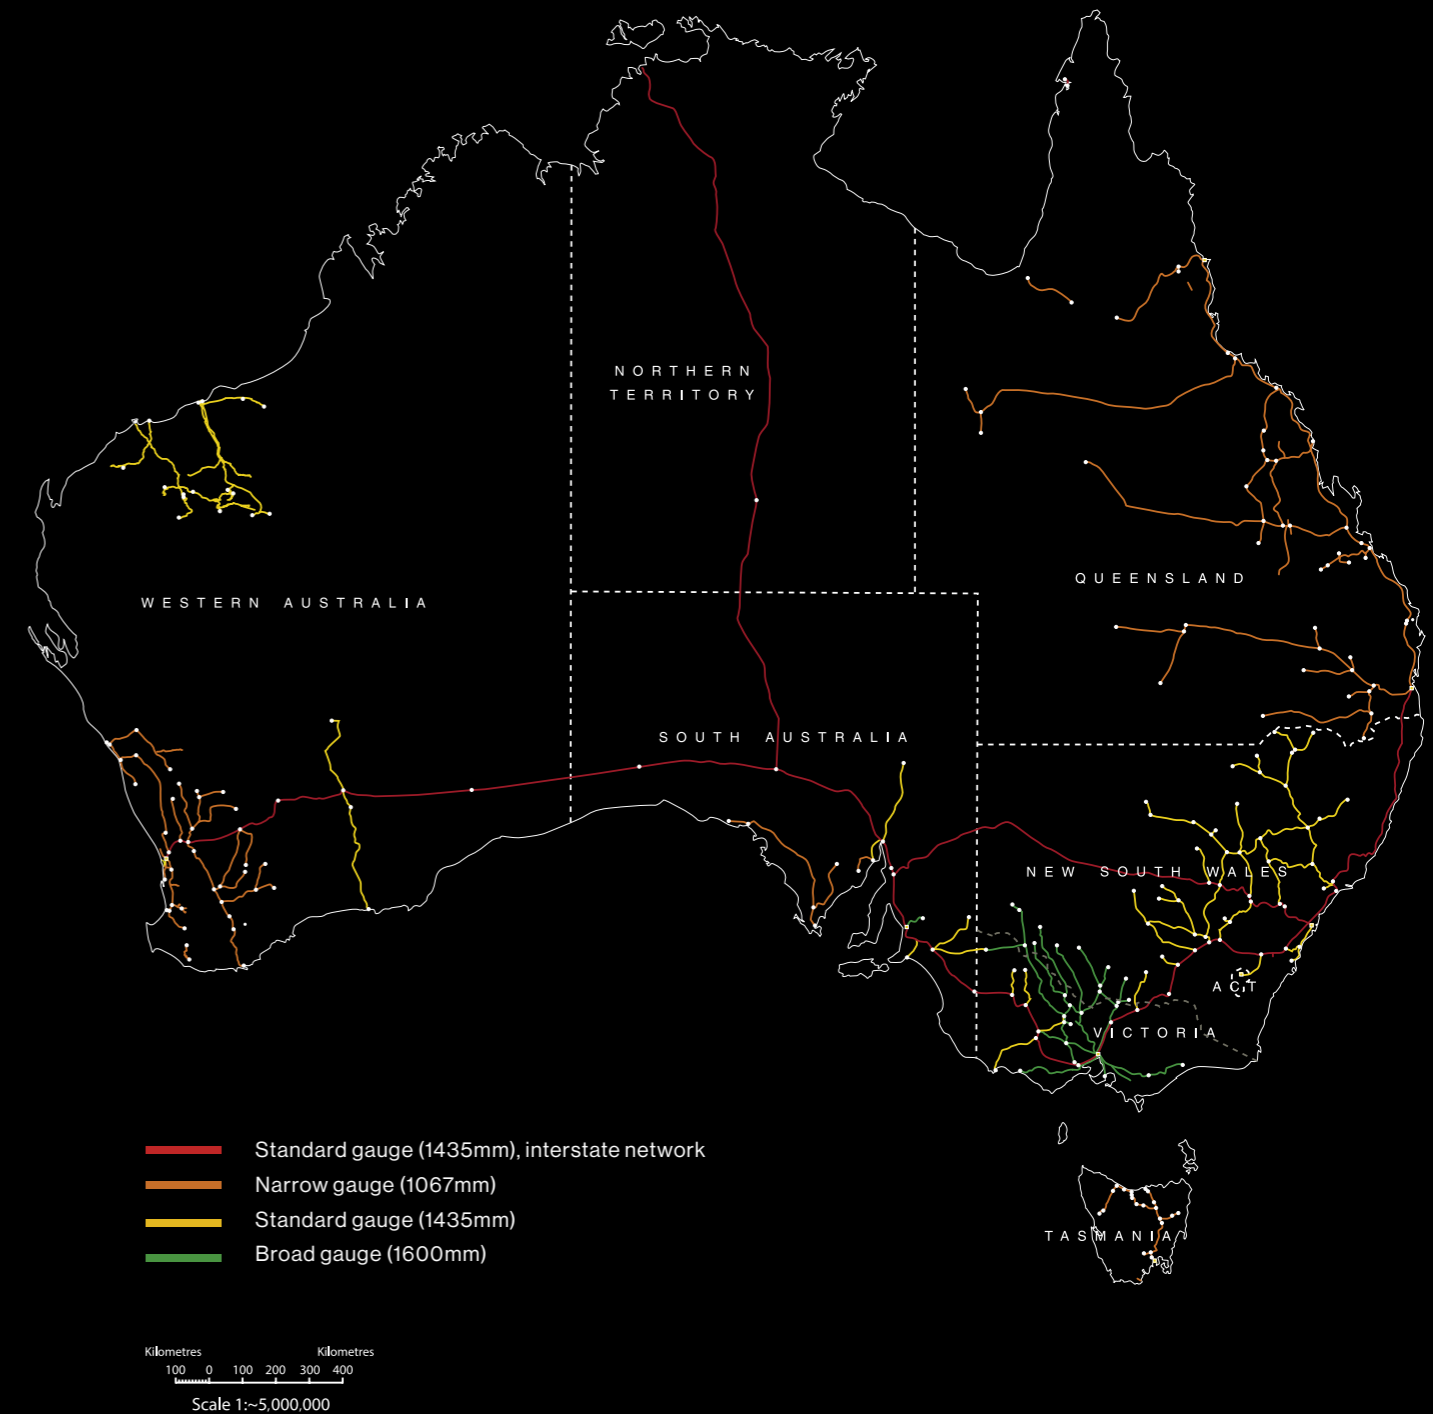 NORTHERN
TERRITORY
QUEENSLAND
WESTERN AUSTRALIA
SOUTH AUSTRALIA
NEW SOUTH WALES
ACT
VICTORIA
TASMANIA
Standard gauge (1435mm), interstate network
Narrow gauge (1067mm)
Standard gauge (1435mm)
Broad gauge (1600mm)
Kilometres Kilometres
100 0 100 200 300 400
Scale 1:~5,000,000